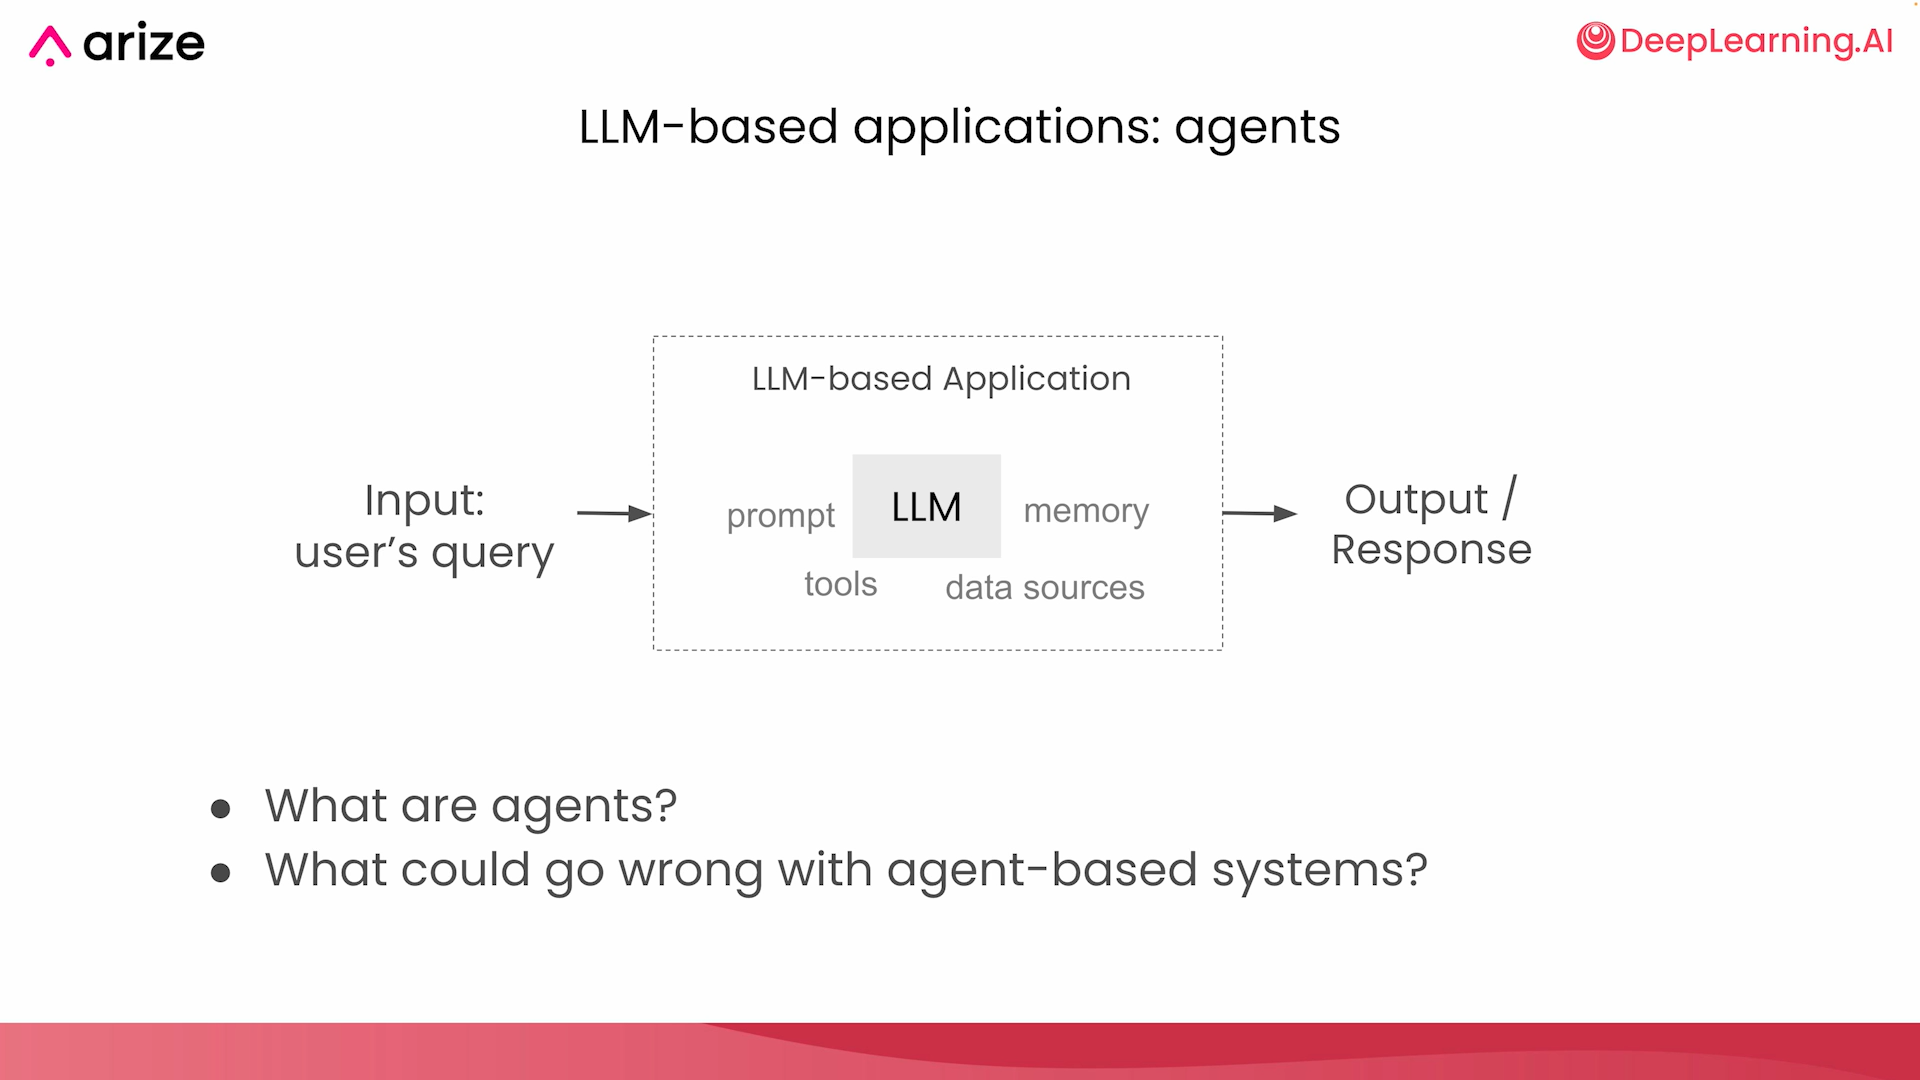 arize
DeepLearning.AI
LLM-based applications: agents
LLM-based Application
Input:
user’s query
prompt
LLM
memory
tools
data sources
Output /
Response
● What are agents?
● What could go wrong with agent-based systems?